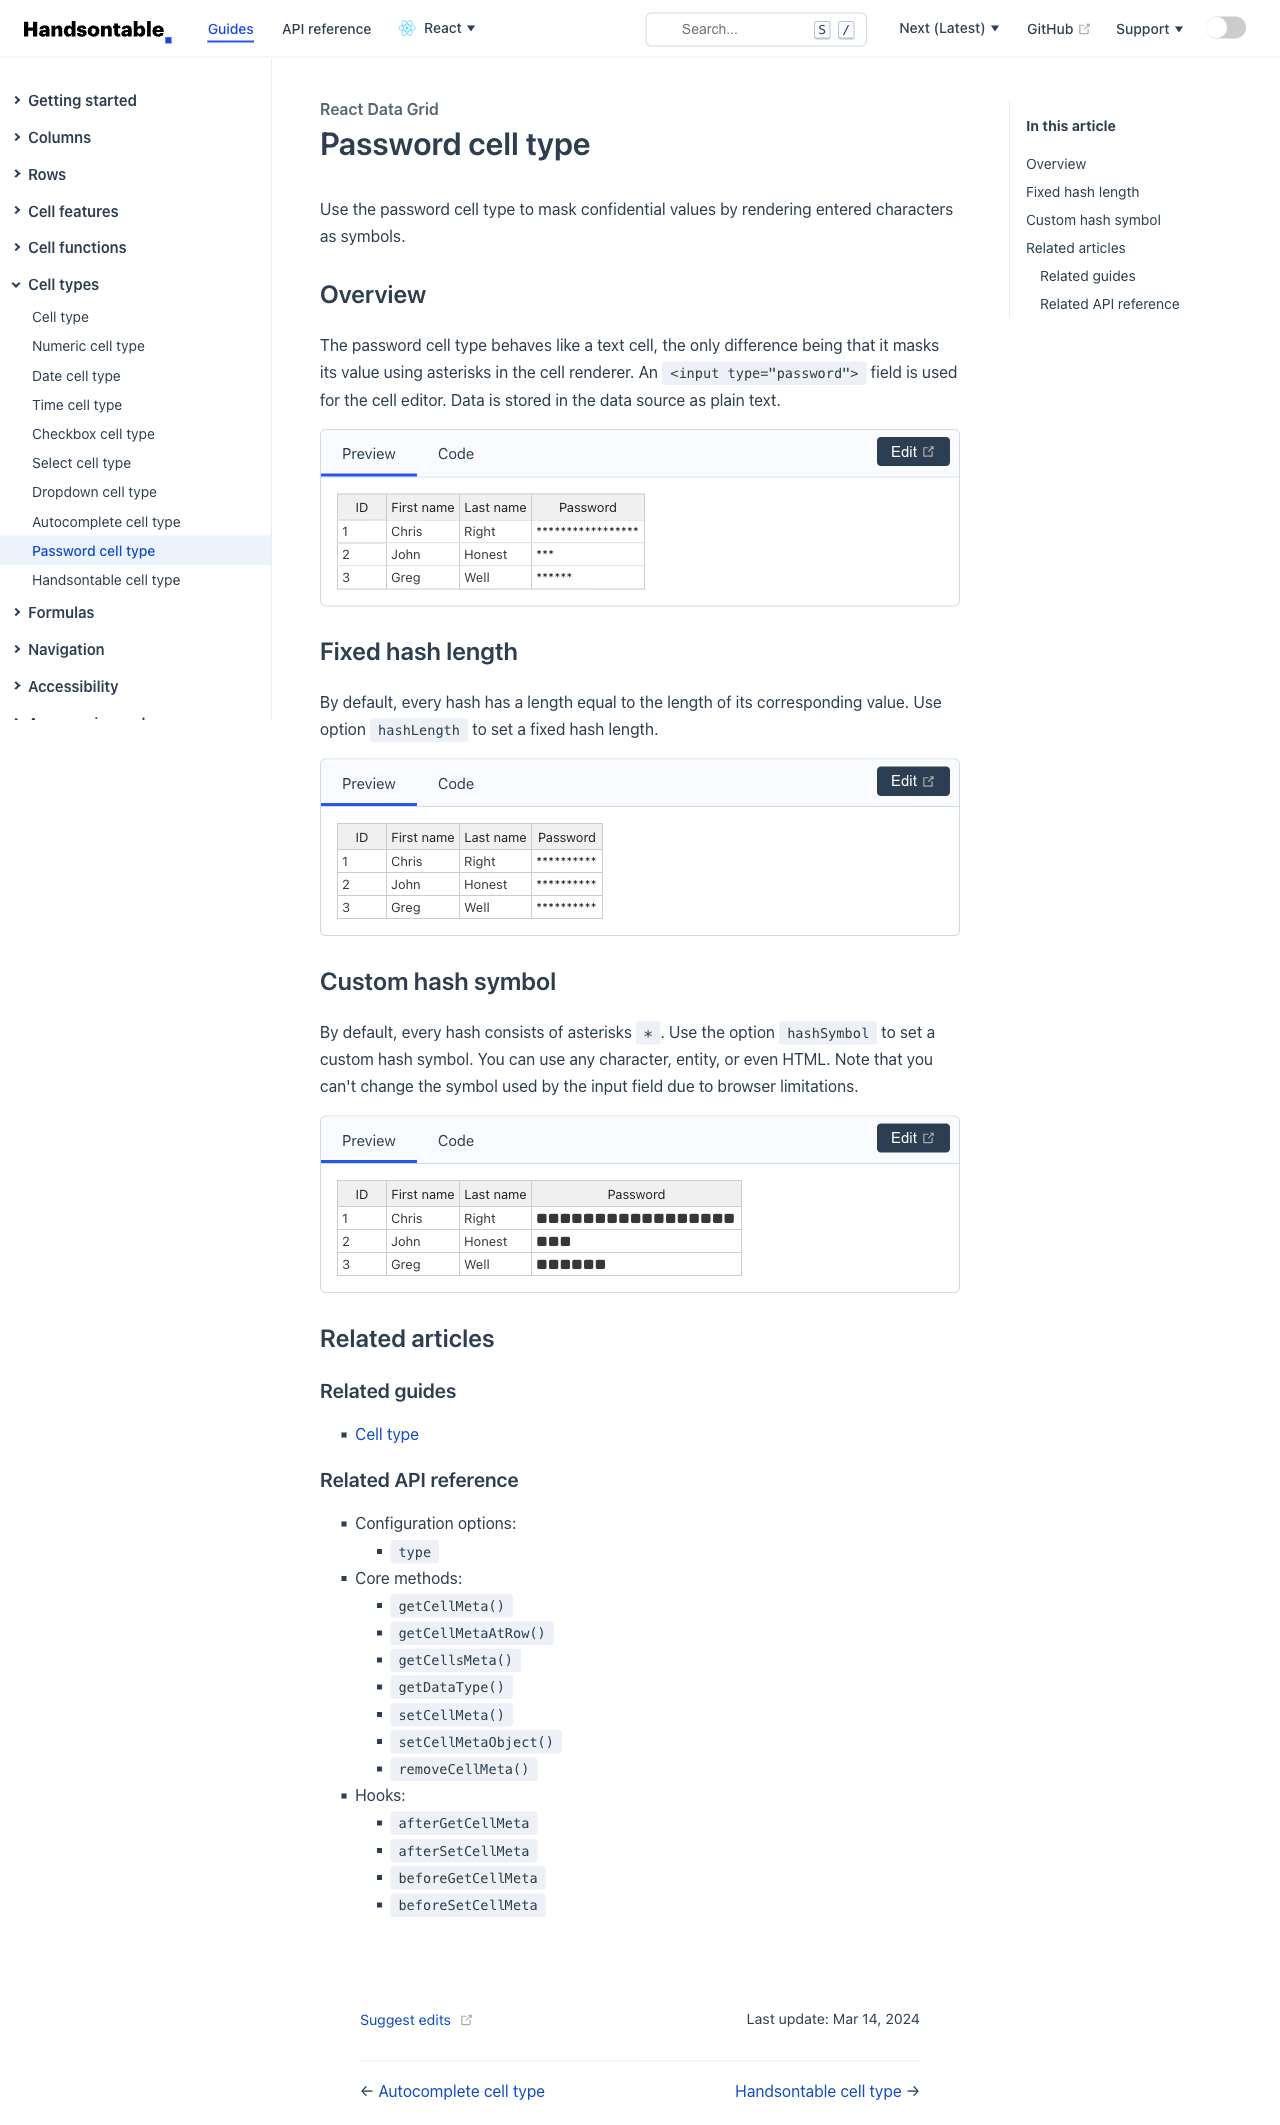 Handsontable
Guides
API reference
React
Search...
S
/
Next (Latest)
GitHub
Support
Getting started
Columns
Rows
Cell features
Cell functions
Cell types
Cell type
Numeric cell type
Date cell type
Time cell type
Checkbox cell type
Select cell type
Dropdown cell type
Autocomplete cell type
Password cell type
Handsontable cell type
Formulas
Navigation
Accessibility
React Data Grid
Password cell type
Use the password cell type to mask confidential values by rendering entered characters
as symbols.
Overview
The password cell type behaves like a text cell, the only difference being that it masks
its value using asterisks in the cell renderer. An <input type="password"> field is used
for the cell editor. Data is stored in the data source as plain text.
Preview Code Edit
ID First name Last name Password
1 Chris Right *****************
2 John Honest ***
3 Greg Well ******
Fixed hash length
By default, every hash has a length equal to the length of its corresponding value. Use
option hashLength to set a fixed hash length.
Preview Code Edit
ID First name Last name Password
1 Chris Right **********
2 John Honest **********
3 Greg Well **********
Custom hash symbol
By default, every hash consists of asterisks *. Use the option hashSymbol to set a
custom hash symbol. You can use any character, entity, or even HTML. Note that you
can't change the symbol used by the input field due to browser limitations.
Preview Code Edit
ID First name Last name Password
1 Chris Right ■■■■■■■■■■■■■■■■■
2 John Honest ■■■
3 Greg Well ■■■■■■
Related articles
Related guides
Cell type
Related API reference
Configuration options:
type
Core methods:
getCellMeta()
getCellMetaAtRow()
getCellsMeta()
getDataType()
setCellMeta()
setCellMetaObject()
removeCellMeta()
Hooks:
afterGetCellMeta
afterSetCellMeta
beforeGetCellMeta
beforeSetCellMeta
Suggest edits
Last update: Mar 14, 2024
← Autocomplete cell type
Handsontable cell type →
In this article
Overview
Fixed hash length
Custom hash symbol
Related articles
Related guides
Related API reference